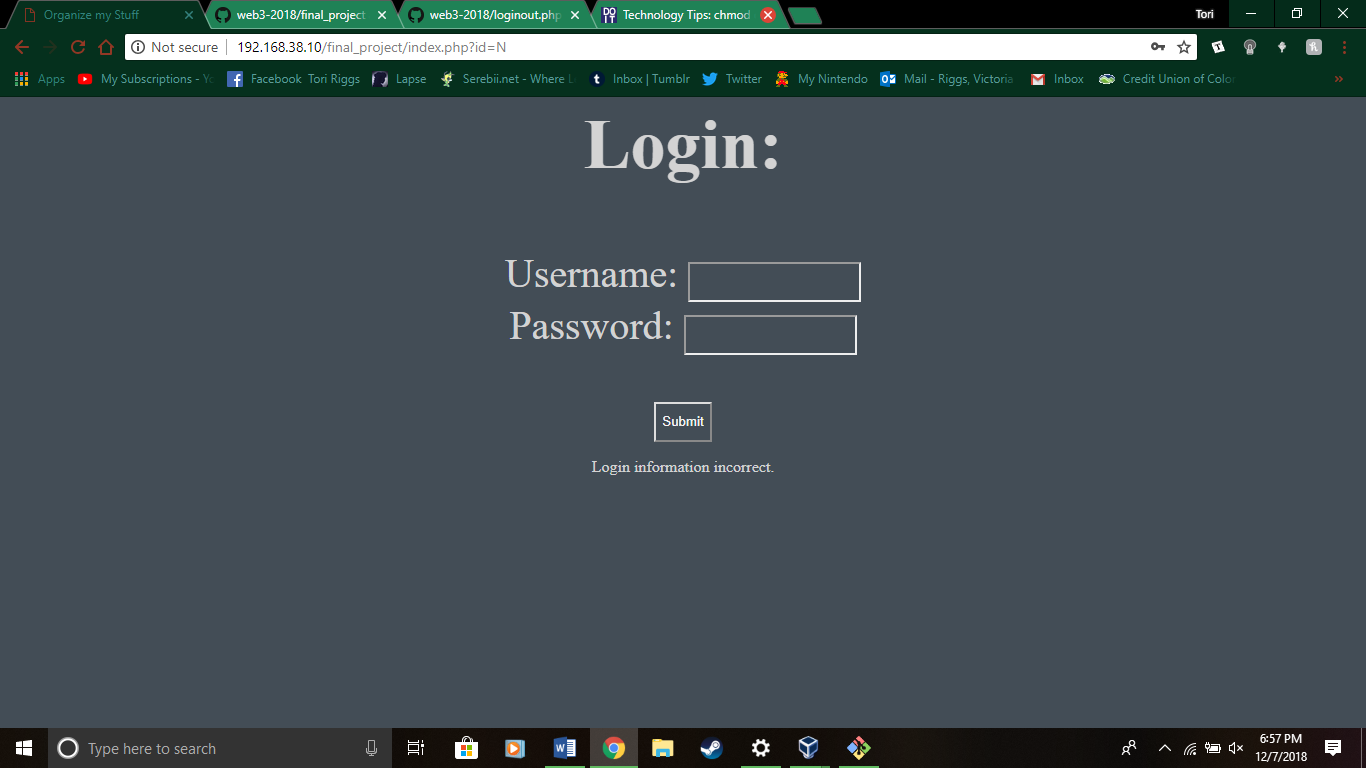 Organize my Stuff
web3-2018/final_project
web3-2018/loginout.php
Technology Tips: chmod
Tori
Not secure
192.168.38.10/final_project/index.php?id=N
Apps
My Subscriptions - Yo
Facebook Tori Riggs
Lapse
Serebii.net - Where L
Inbox | Tumblr
Twitter
My Nintendo
Mail - Riggs, Victoria
Inbox
Credit Union of Color
Login:
Username:
Password:
Submit
Login information incorrect.
Type here to search
6:57 PM
12/7/2018